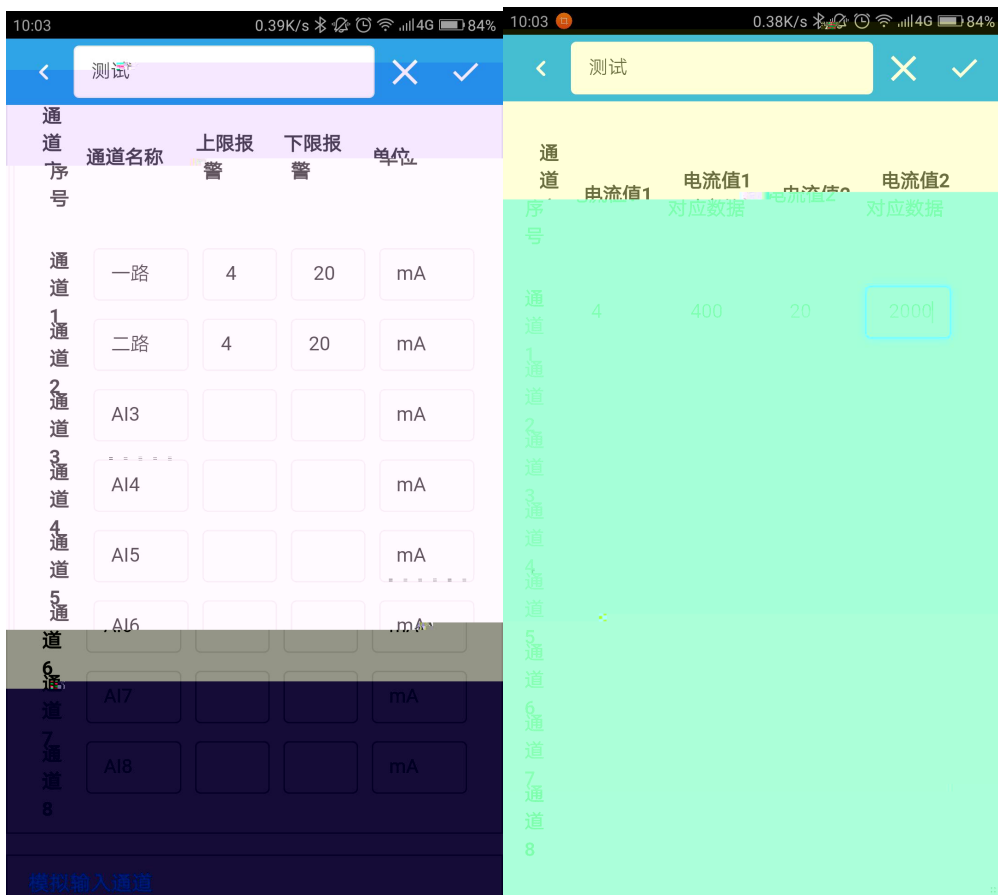 10:03 0.39K/s 4G 84%
测试
通道序号 通道名称 上限报警 下限报警 单位
通道1 一路 4 20 mA
通道2 二路 4 20 mA
通道3 AI3 mA
通道4 AI4 mA
通道5 AI5 mA
通道6 AI6 mA
通道7 AI7 mA
通道8 AI8 mA
模拟输入通道
10:03 0.38K/s 4G 84%
测试
通道序号 电流值1 电流值1对应数据 电流值2 电流值2对应数据
通道1 4 400 20 2000
通道2
通道3
通道4
通道5
通道6
通道7
通道8